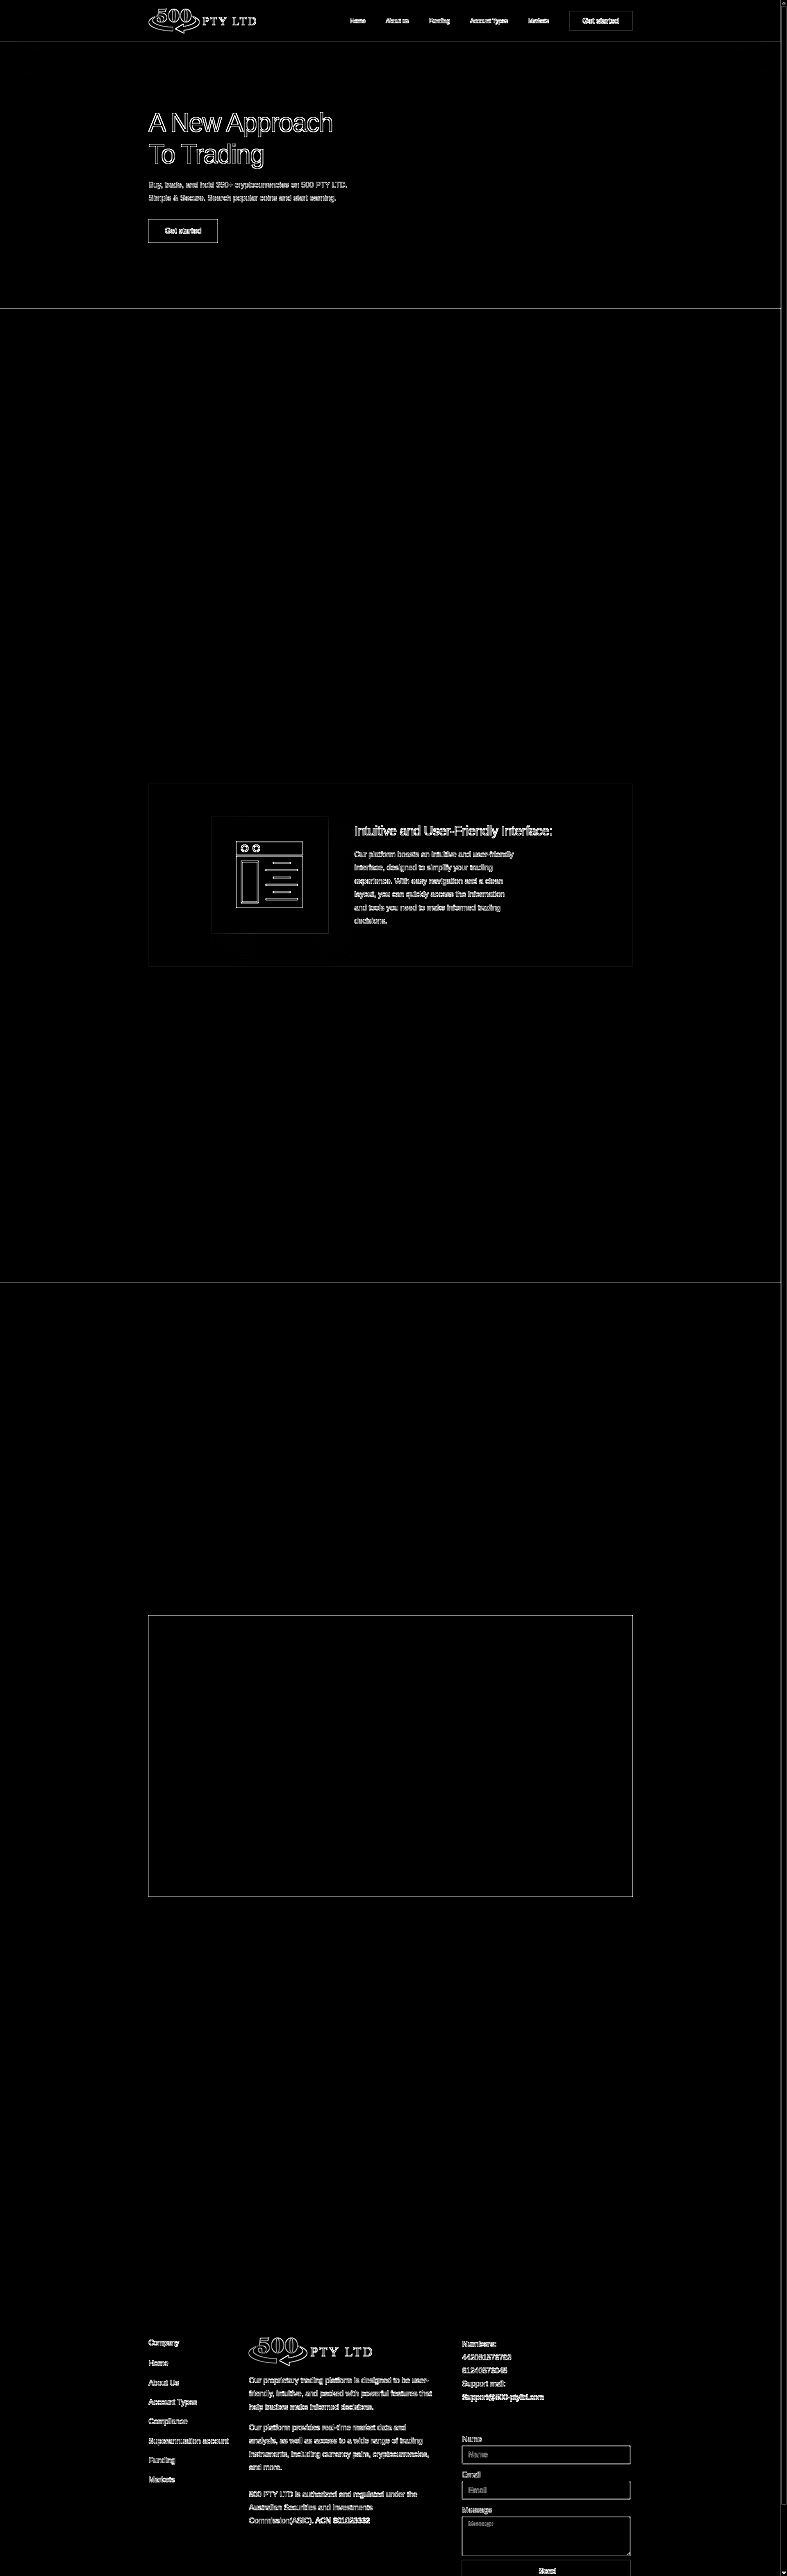 500 PTY LTD
Home About us Funding Account Types Markets Get started
A New Approach
To Trading
Buy, trade, and hold 350+ cryptocurrencies on 500 PTY LTD.
Simple & Secure. Search popular coins and start earning.
Get started
Intuitive and User-Friendly Interface:
Our platform boasts an intuitive and user-friendly
interface, designed to simplify your trading
experience. With easy navigation and a clean
layout, you can quickly access the information
and tools you need to make informed trading
decisions.
Company
Home
About Us
Account Types
Compliance
Superannuation account
Funding
Markets
500 PTY LTD
Our proprietary trading platform is designed to be user-
friendly, intuitive, and packed with powerful features that
help traders make informed decisions.
Our platform provides real-time market data and
analysis, as well as access to a wide range of trading
instruments, including currency pairs, cryptocurrencies,
and more.
500 PTY LTD is authorized and regulated under the
Australian Securities and Investments
Commission(ASIC). ACN
Numbers:
Support mail:
Support@500-ptyltd.com
Name
Name
Email
Email
Message
Message
Send